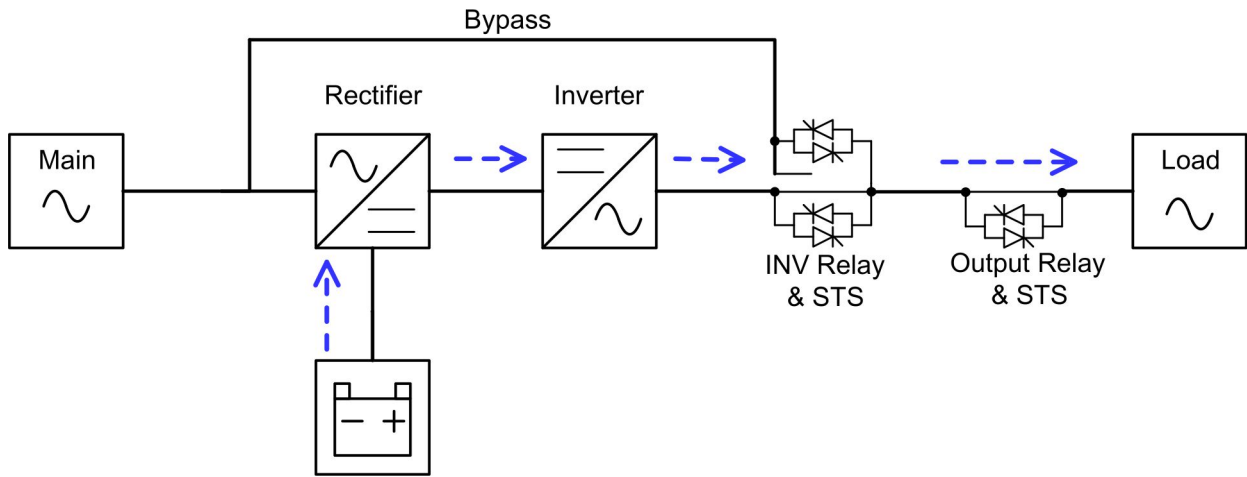 Bypass
Rectifier
Inverter
Main
Load
INV Relay
& STS
Output Relay
& STS